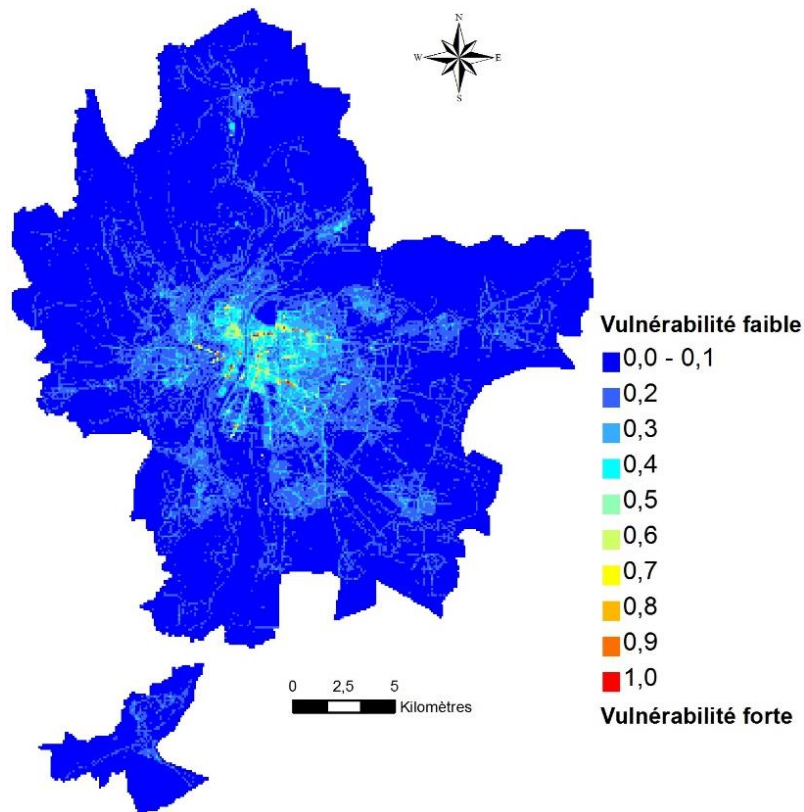 N
W E
S
Vulnérabilité faible
0,0 - 0,1
0,2
0,3
0,4
0,5
0,6
0,7
0,8
0,9
1,0
Vulnérabilité forte
0 2,5 5
Kilomètres